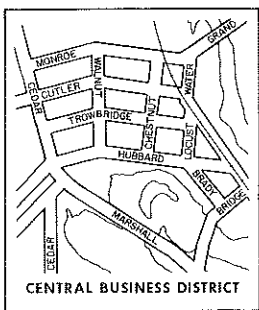 GRAND
MONROE
WALNUT
WATER
CEDAR
CUTLER
CHESTNUT
TROWBRIDGE
LOCUST
HUBBARD
BRADY
BRIDGE
MARSHALL
CEDAR
CENTRAL BUSINESS DISTRICT